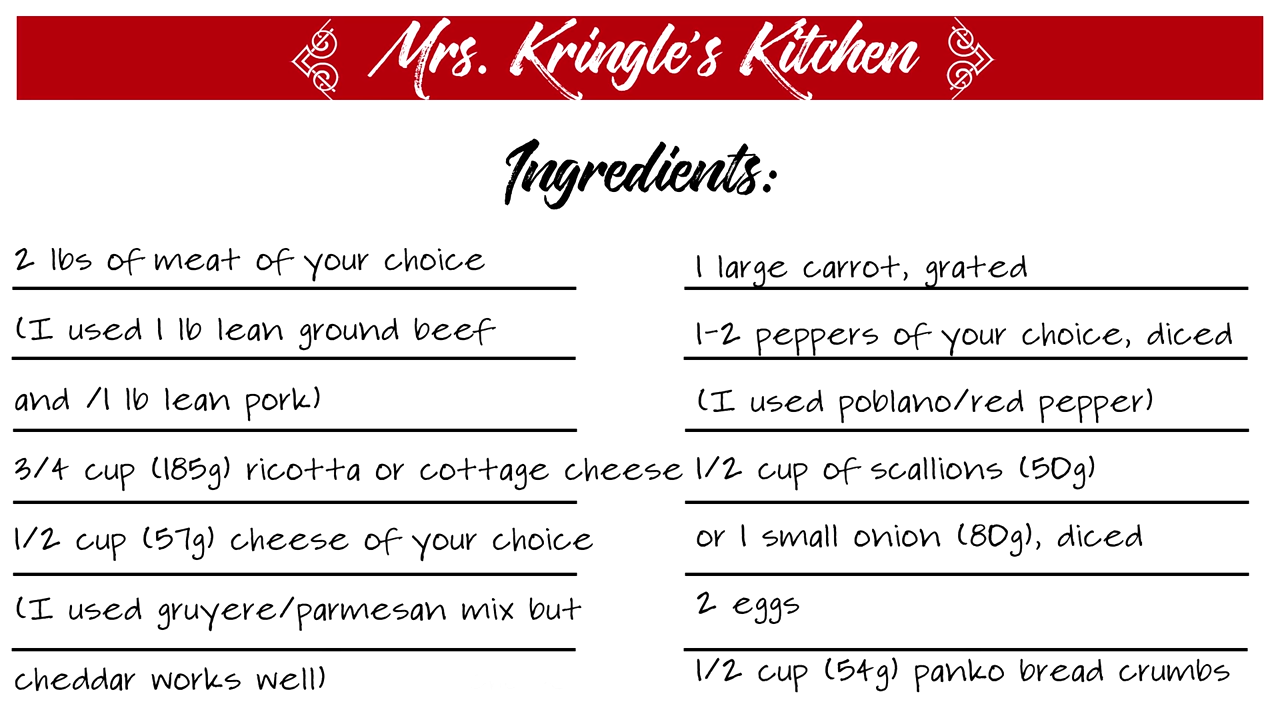 Mrs. Kringle's Kitchen
Ingredients:
2 lbs of meat of your choice
(I used 1 lb lean ground beef
and /1 lb lean pork)
3/4 cup (185g) ricotta or cottage cheese
1/2 cup (57g) cheese of your choice
(I used gruyere/parmesan mix but
cheddar works well)
1 large carrot, grated
1-2 peppers of your choice, diced
(I used poblano/red pepper)
1/2 cup of scallions (50g)
or 1 small onion (80g), diced
2 eggs
1/2 cup (54g) panko bread crumbs